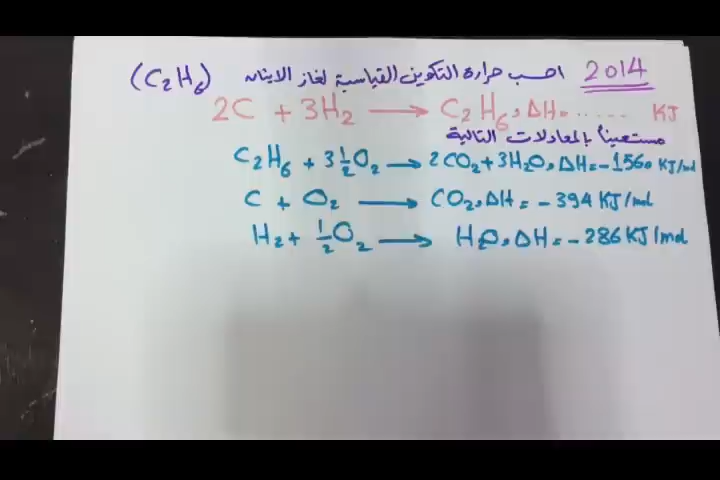 2014 احسب حرارة التكوين القياسية لغاز الايثان (C₂H₆)
2C + 3H₂ ⟶ C₂H₆, ΔH = ...... KJ
مستعيناً بالمعادلات التالية
C₂H₆ + 3½O₂ ⟶ 2CO₂ + 3H₂O, ΔH = -1560 KJ/mol
C + O₂ ⟶ CO₂, ΔH = -394 KJ/mol
H₂ + ½O₂ ⟶ H₂O, ΔH = -286 KJ/mol